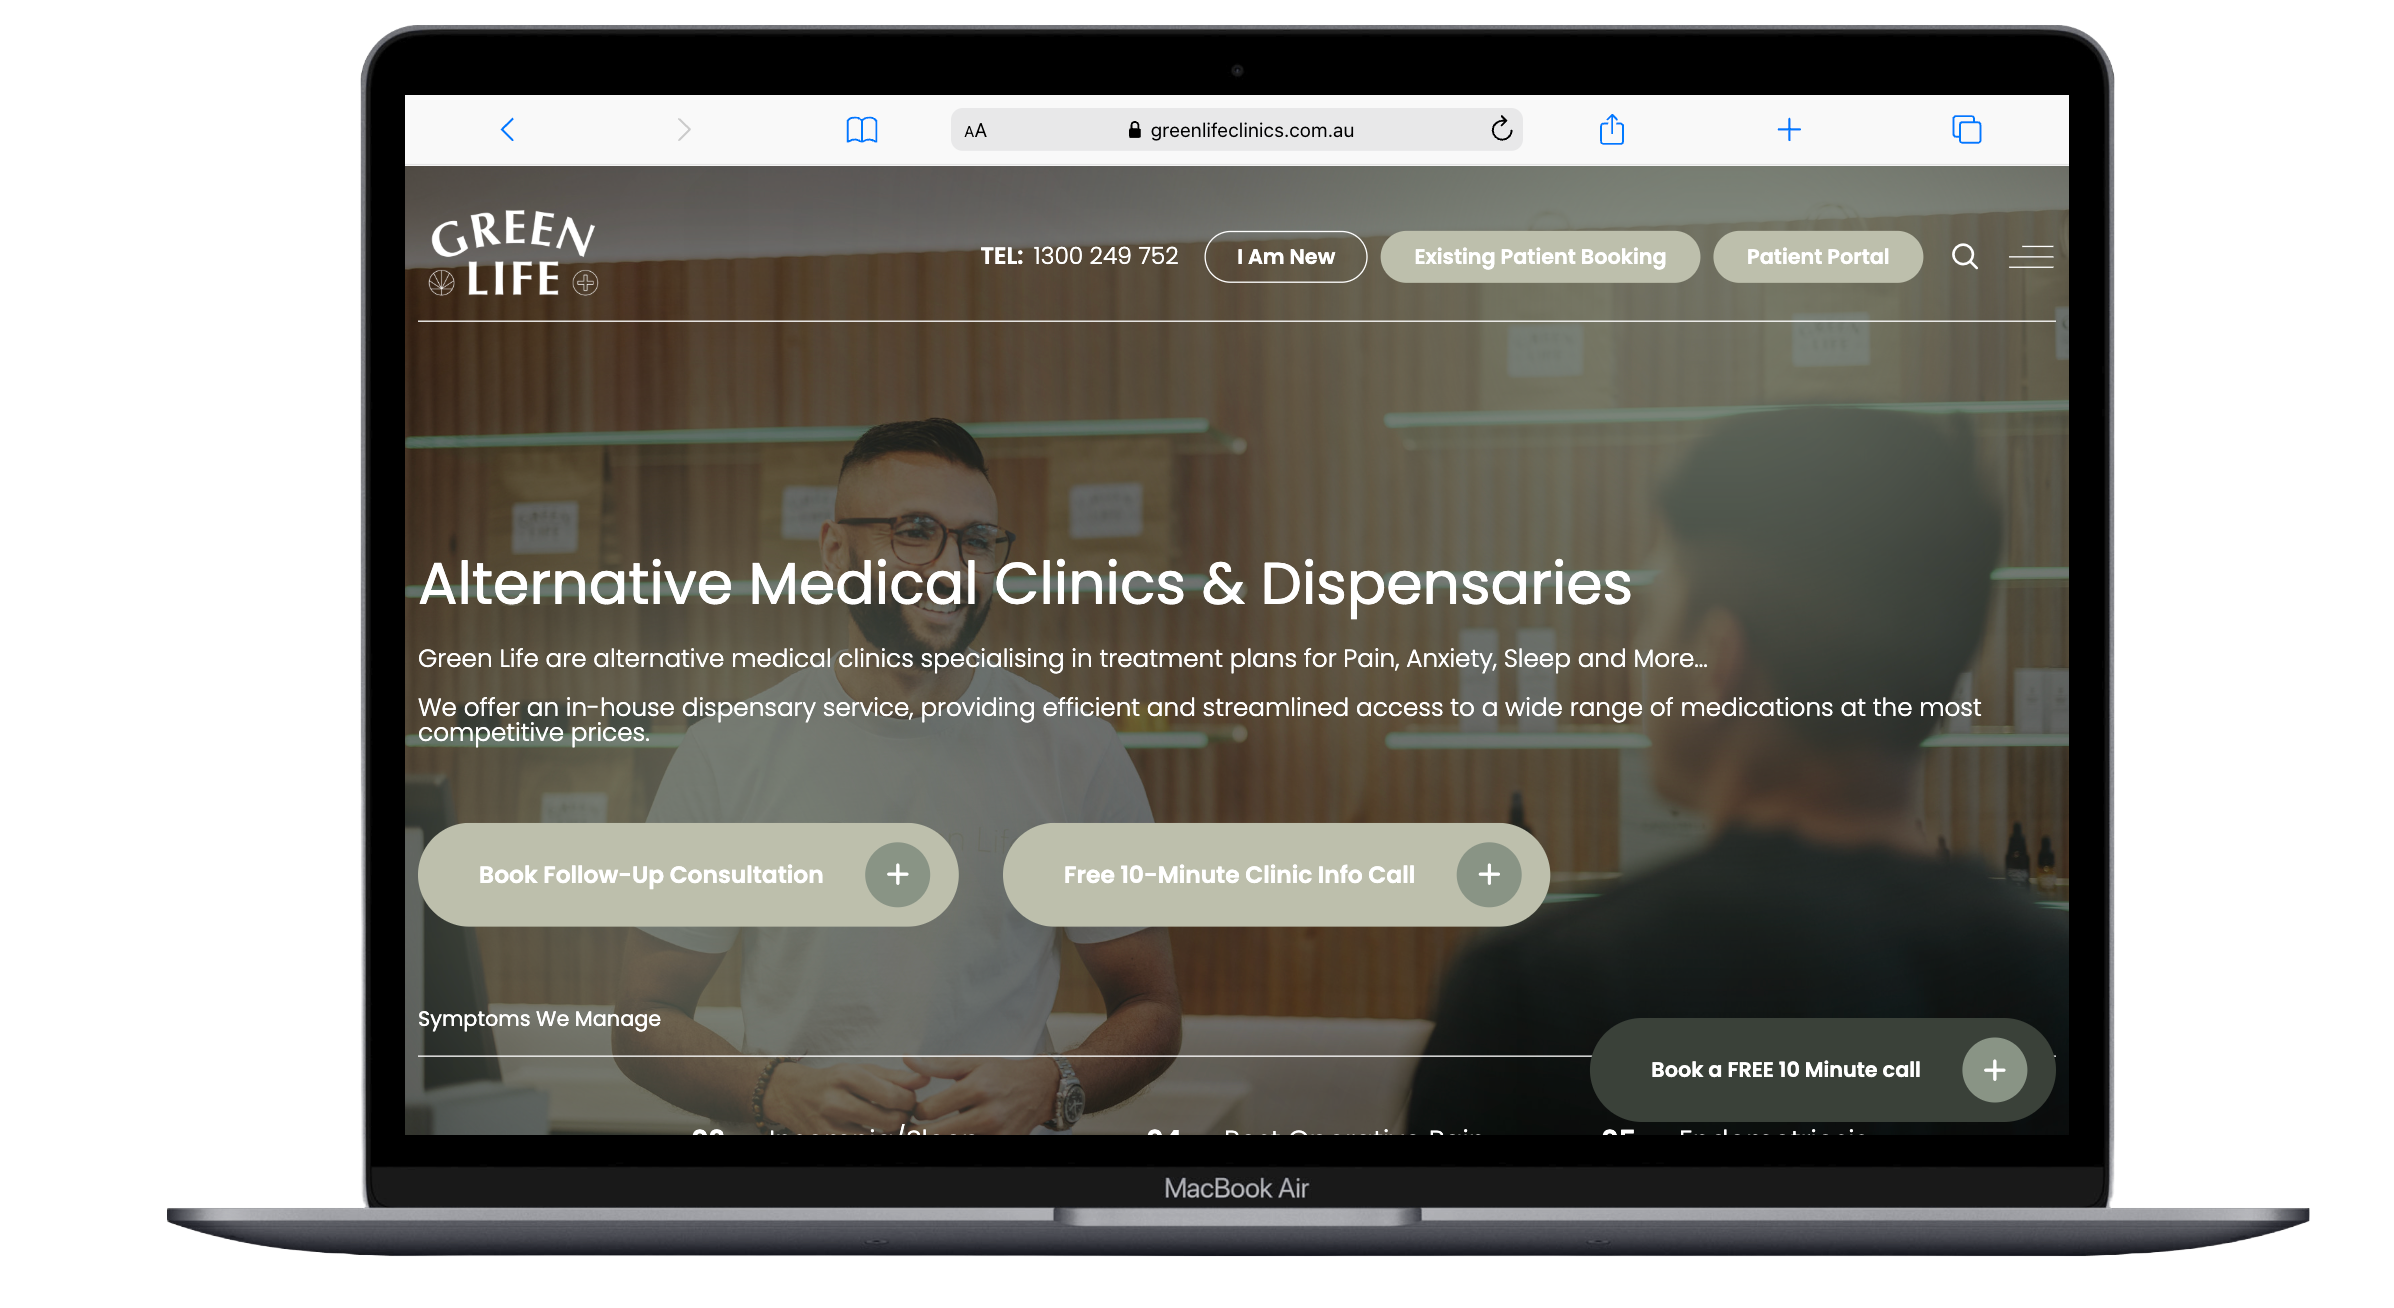 AA
greenlifeclinics.com.au
GREEN
LIFE
TEL: 1300 249 752
I Am New
Existing Patient Booking
Patient Portal
Alternative Medical Clinics & Dispensaries
Green Life are alternative medical clinics specialising in treatment plans for Pain, Anxiety, Sleep and More...
We offer an in-house dispensary service, providing efficient and streamlined access to a wide range of medications at the most
competitive prices.
Book Follow-Up Consultation
Free 10-Minute Clinic Info Call
Symptoms We Manage
Book a FREE 10 Minute call
MacBook Air